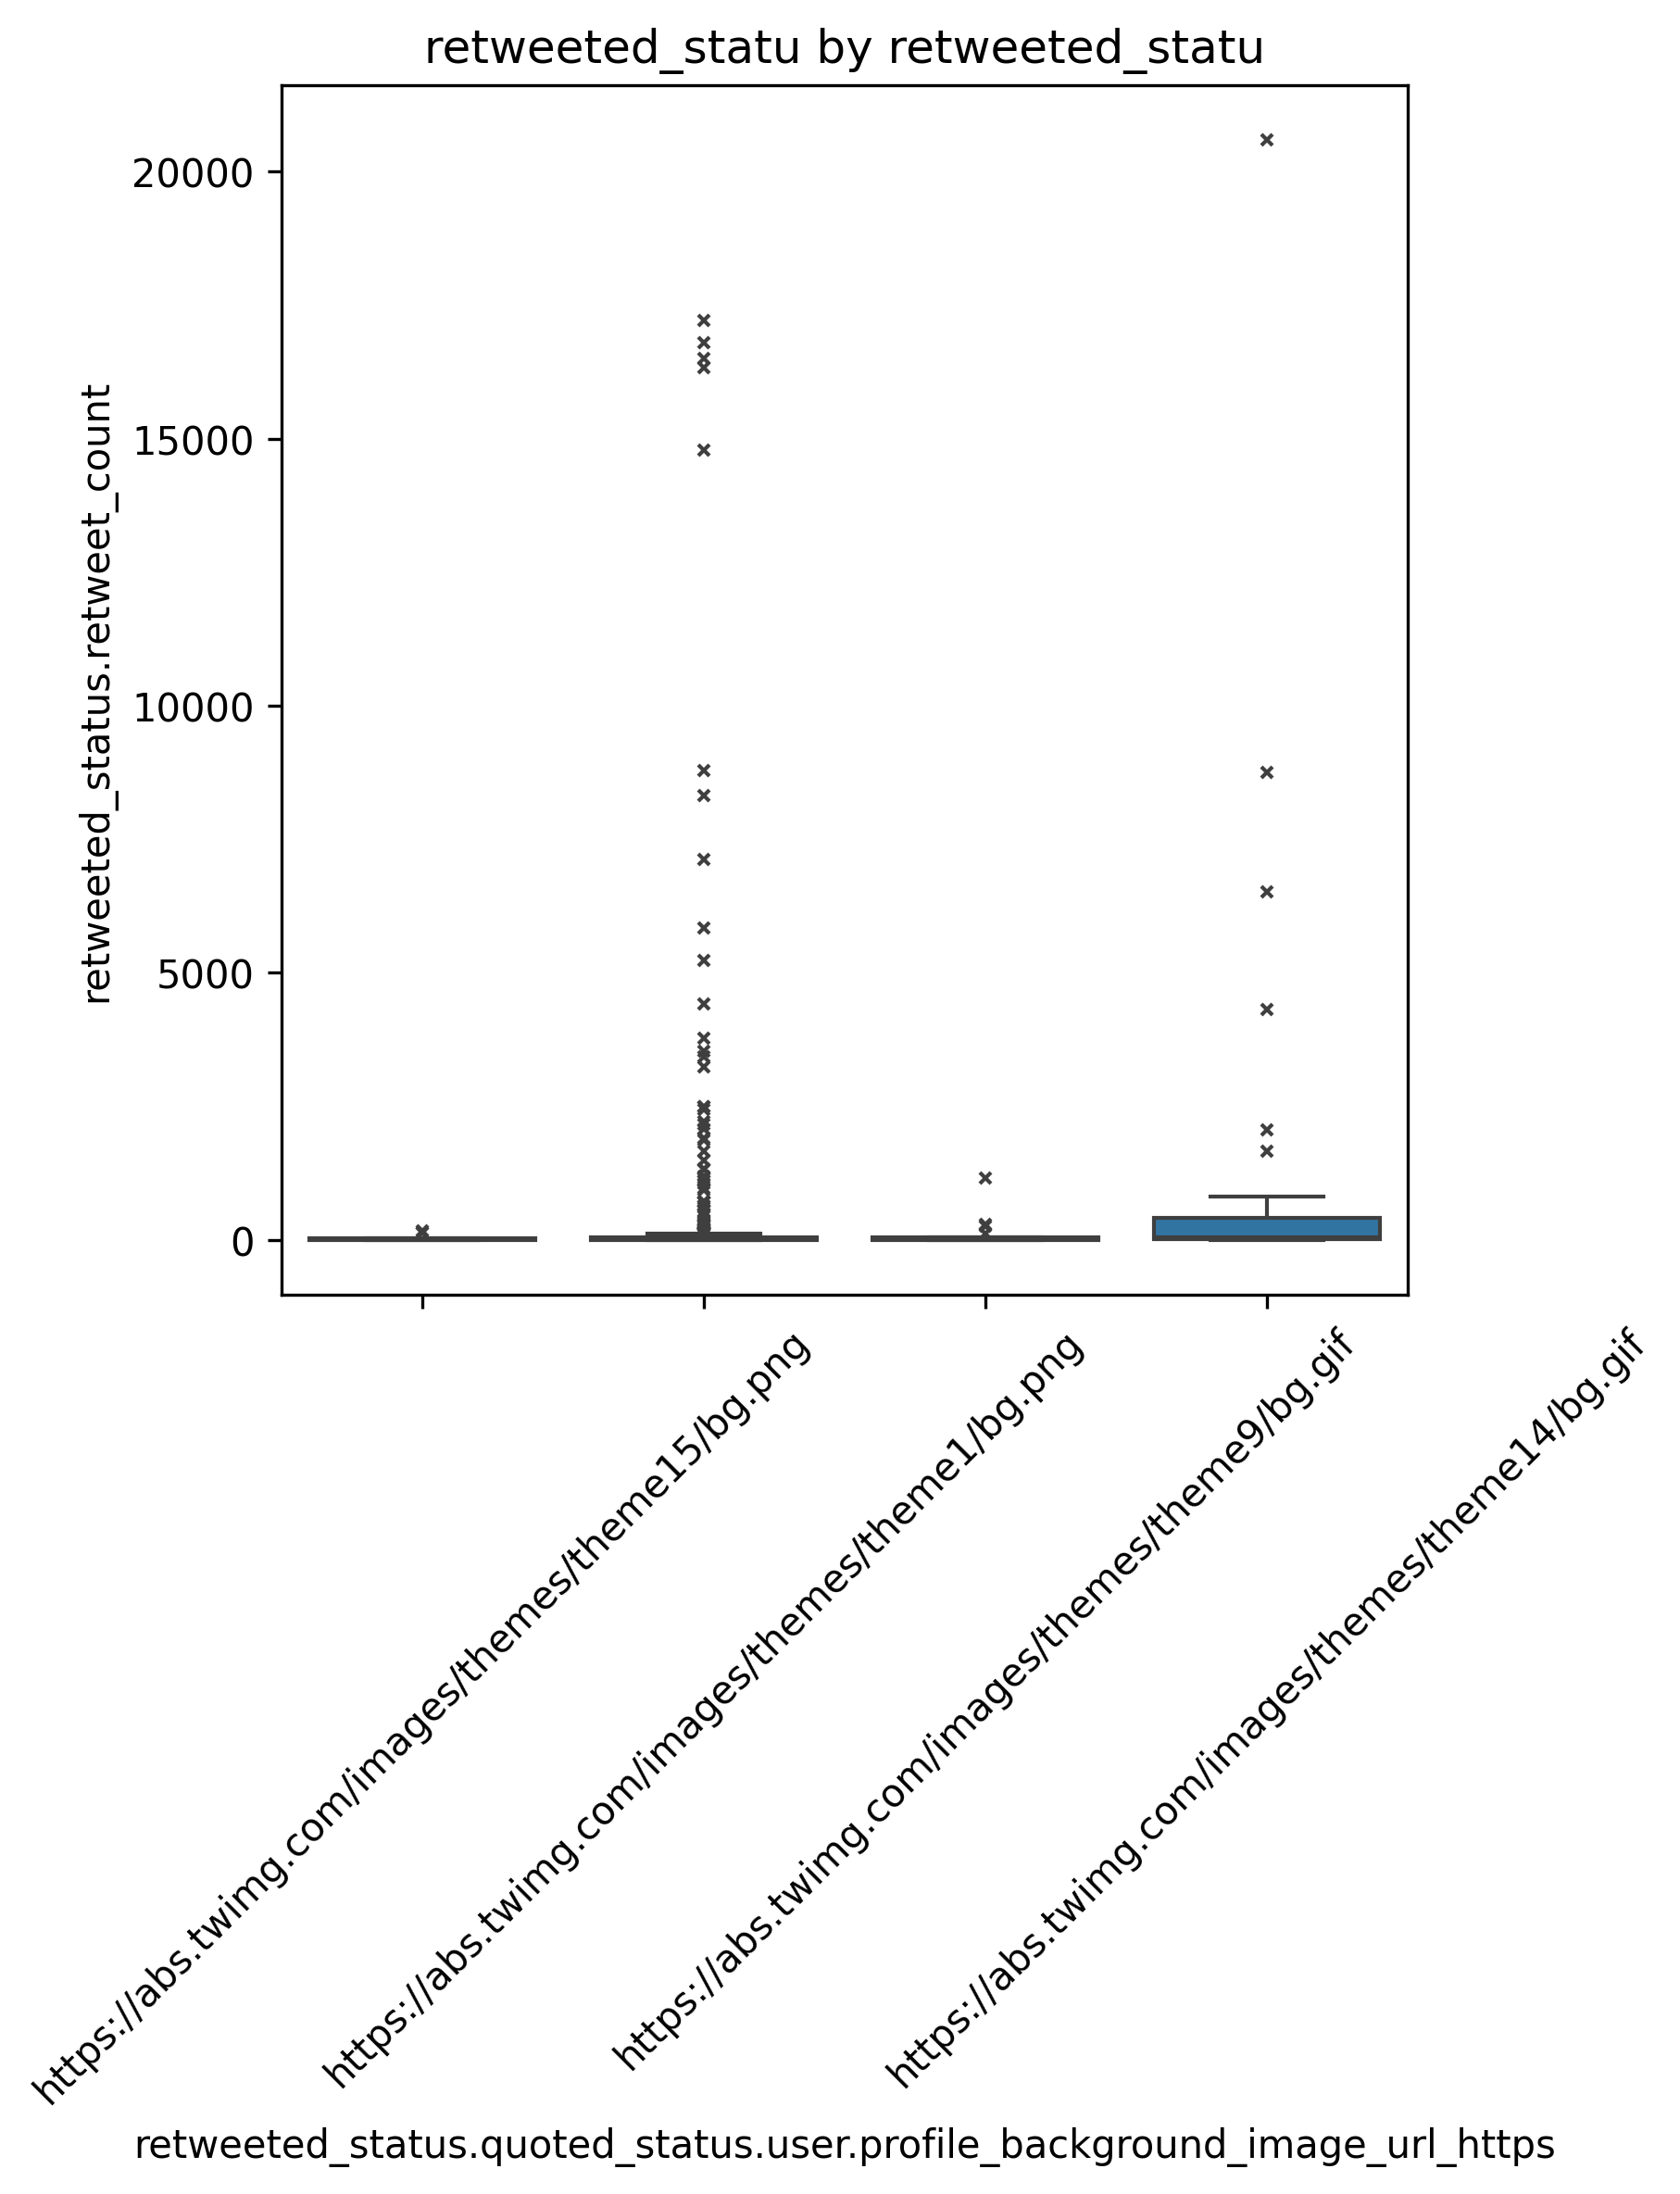 retweeted_statu by retweeted_statu
retweeted_status.retweet_count
20000
15000
10000
5000
0
https://abs.twimg.com/images/themes/theme15/bg.png
https://abs.twimg.com/images/themes/theme1/bg.png
https://abs.twimg.com/images/themes/theme9/bg.gif
https://abs.twimg.com/images/themes/theme14/bg.gif
retweeted_status.quoted_status.user.profile_background_image_url_https